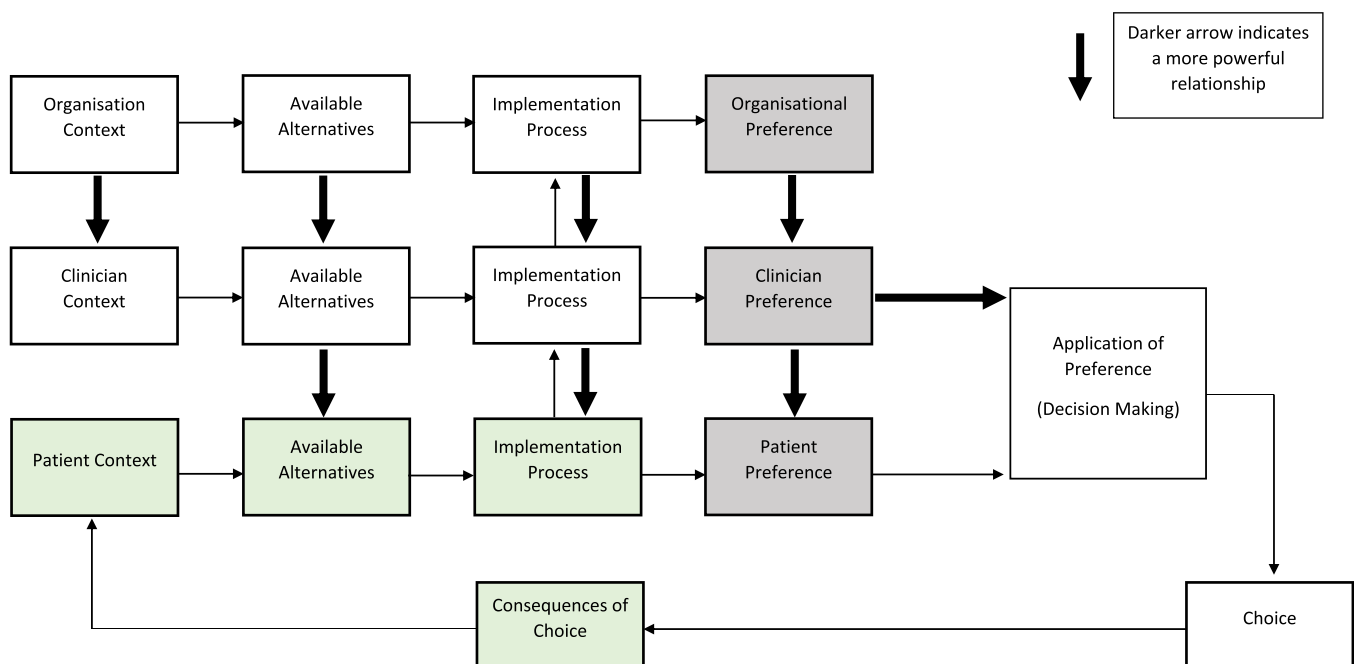 Darker arrow indicates
a more powerful
relationship
Organisation
Context
Available
Alternatives
Implementation
Process
Organisational
Preference
Clinician
Context
Available
Alternatives
Implementation
Process
Clinician
Preference
Application of
Preference
(Decision Making)
Patient Context
Available
Alternatives
Implementation
Process
Patient
Preference
Consequences of
Choice
Choice